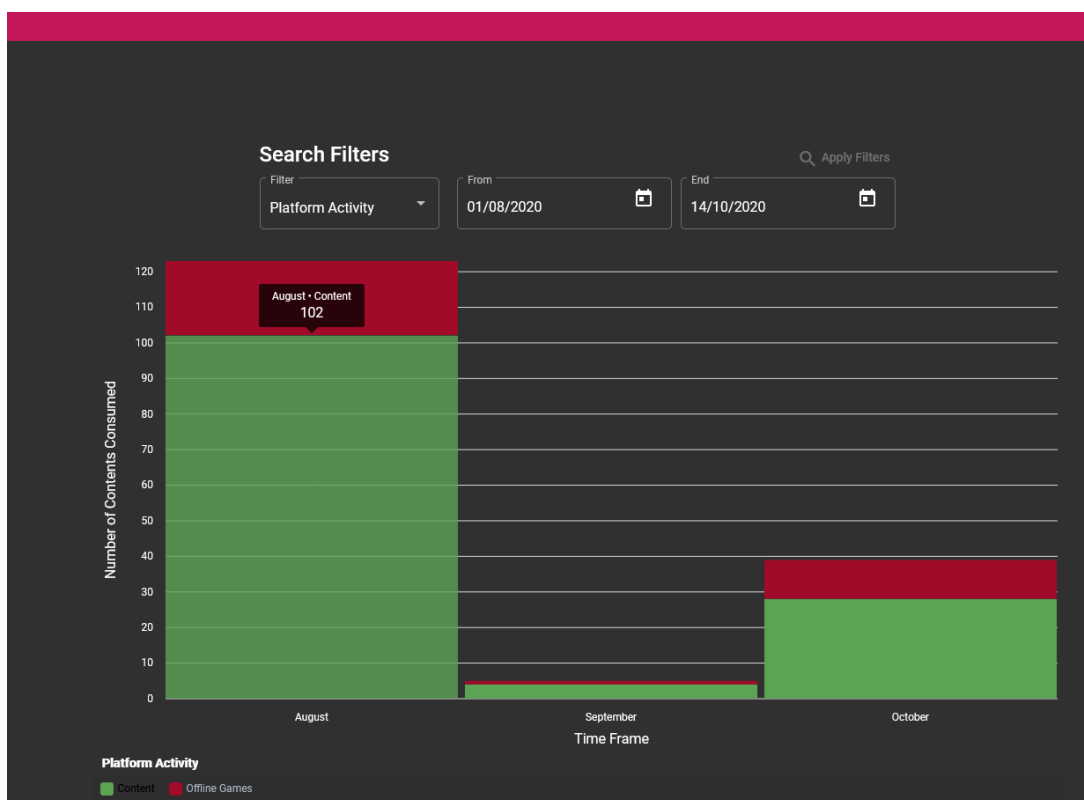 Search Filters
Apply Filters
Filter
From
End
Platform Activity
01/08/2020
14/10/2020
120
110
100
90
80
70
60
50
40
30
20
10
0
Number of Contents Consumed
August • Content
102
August
September
October
Time Frame
Platform Activity
Content
Offline Games